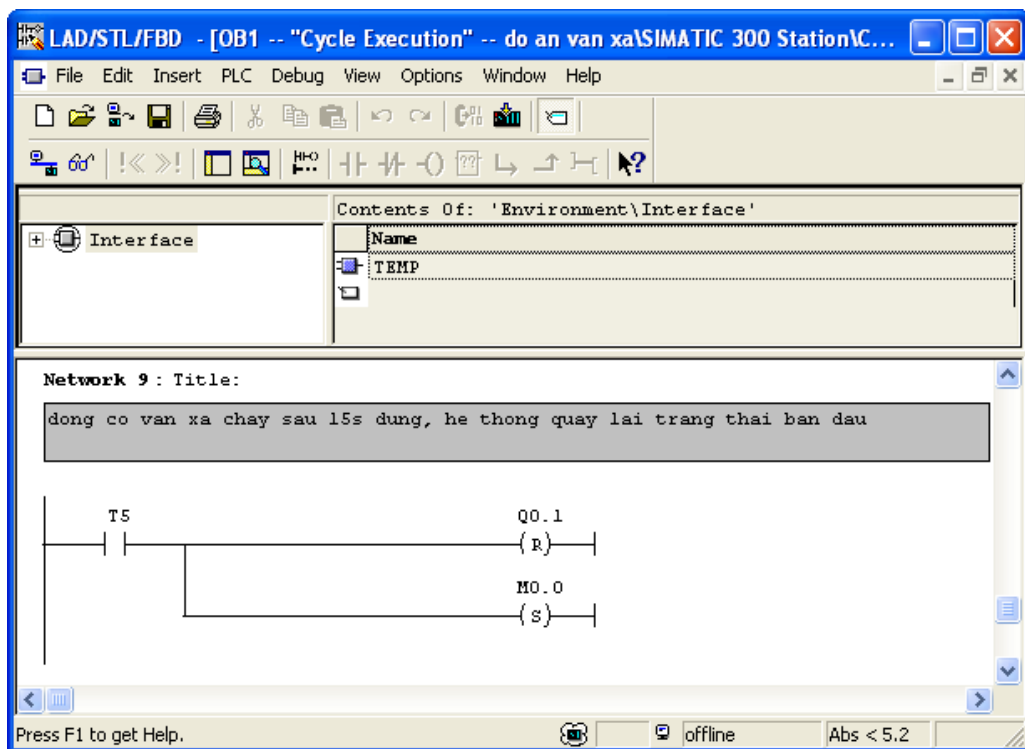 LAD/STL/FBD - [OB1 -- "Cycle Execution" -- do an van xa\SIMATIC 300 Station\C...
File Edit Insert PLC Debug View Options Window Help
Contents Of: 'Environment\Interface'
Interface
Name
TEMP
Network 9 : Title:
dong co van xa chay sau 15s dung, he thong quay lai trang thai ban dau
T5
Q0.1
R
M0.0
S
Press F1 to get Help.
offline
Abs < 5.2